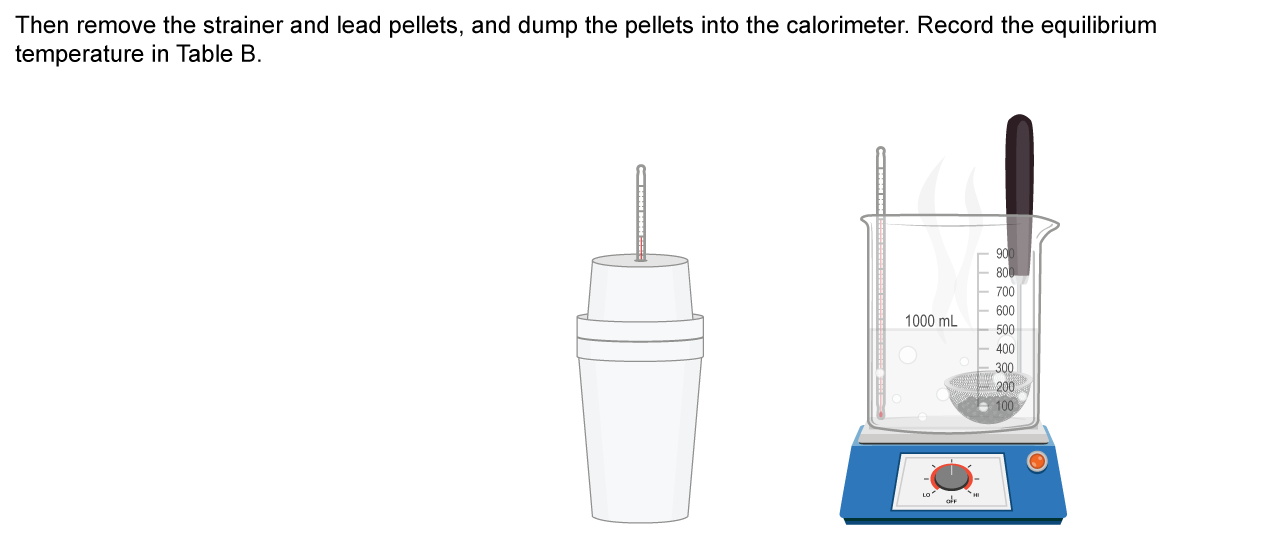 Then remove the strainer and lead pellets, and dump the pellets into the calorimeter. Record the equilibrium
temperature in Table B.
900
800
700
600
1000 mL
500
400
300
200
100
LO
HI
OFF